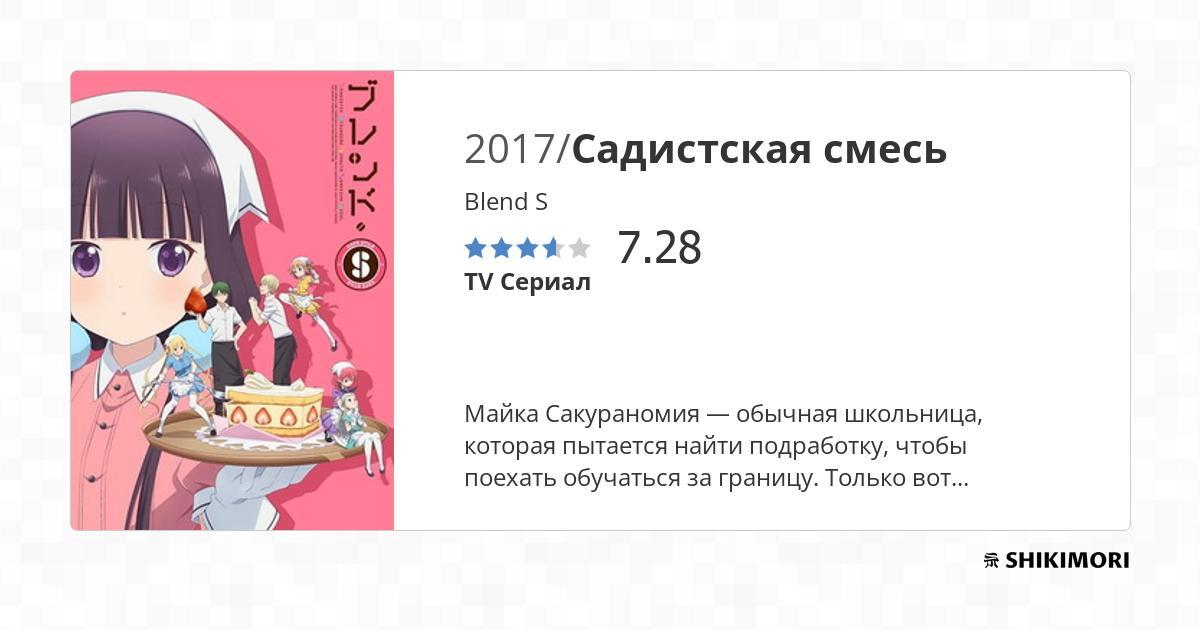 ブレンド・
S
2017/Садистская смесь
Blend S
7.28
TV Сериал
Майка Сакураномия — обычная школьница,
которая пытается найти подработку, чтобы
поехать обучаться за границу. Только вот...
SHIKIMORI